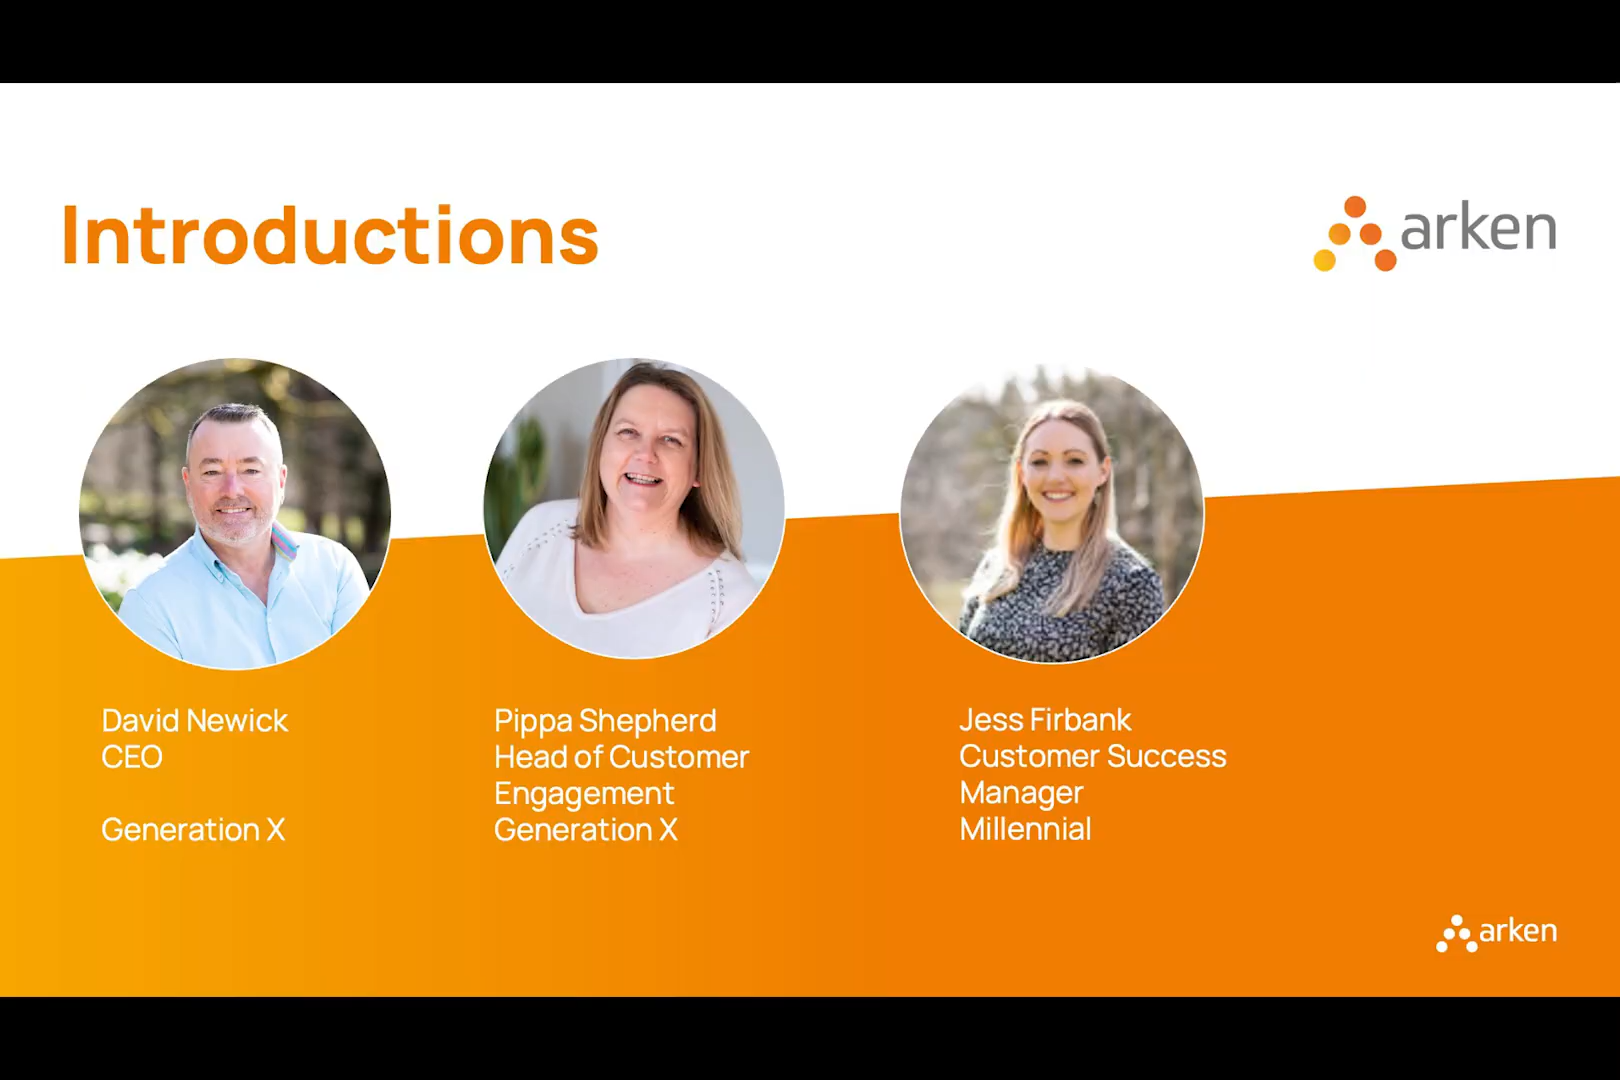 Introductions
arken
David Newick
CEO
Generation X
Pippa Shepherd
Head of Customer
Engagement
Generation X
Jess Firbank
Customer Success
Manager
Millennial
arken